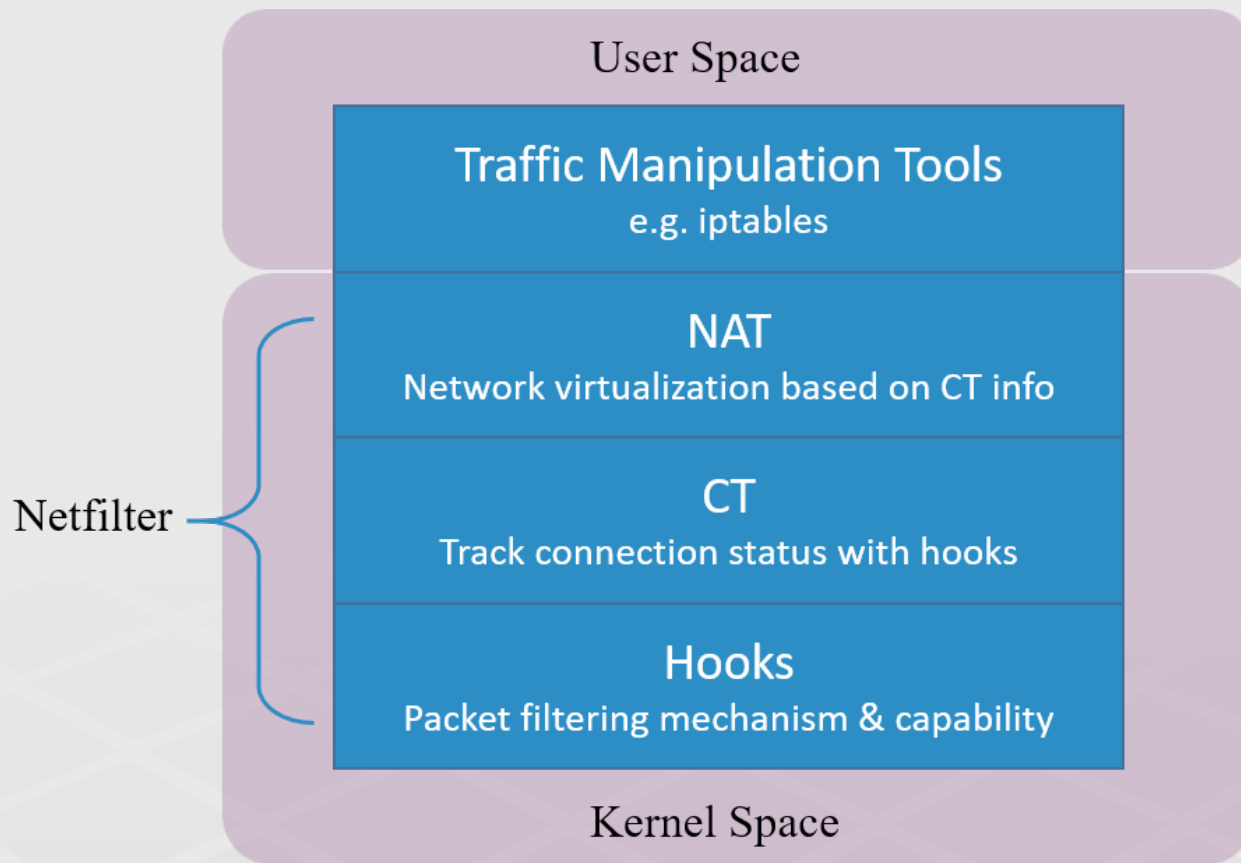 User Space
Traffic Manipulation Tools
e.g. iptables
NAT
Network virtualization based on CT info
CT
Track connection status with hooks
Netfilter
Hooks
Packet filtering mechanism & capability
Kernel Space